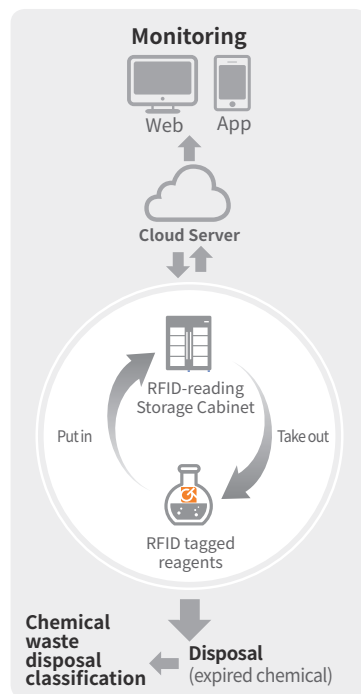 Monitoring
Web
App
Cloud Server
RFID-reading
Storage Cabinet
Put in
Take out
RFID tagged
reagents
Chemical
waste
disposal
classification
Disposal
(expired chemical)